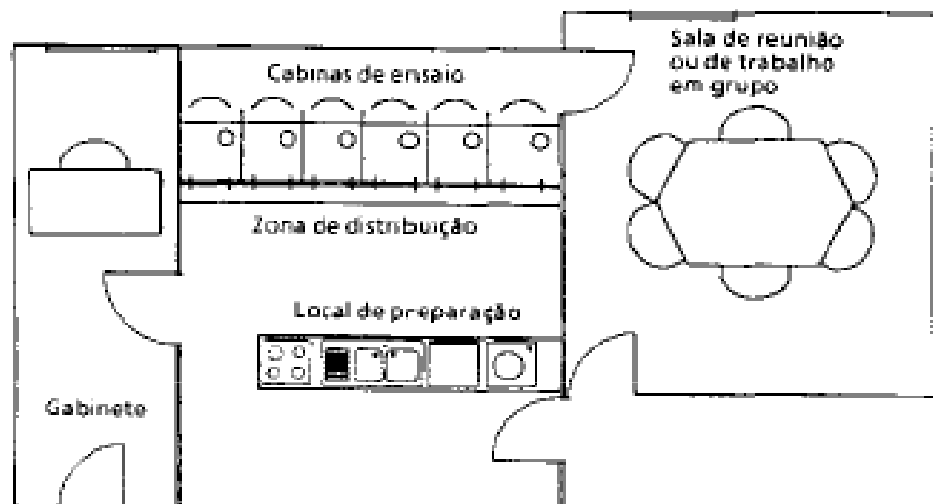 Sala de reunião
ou de trabalho
em grupo
Cabinas de ensaio
Zona de distribuição
Local de preparação
Gabinete